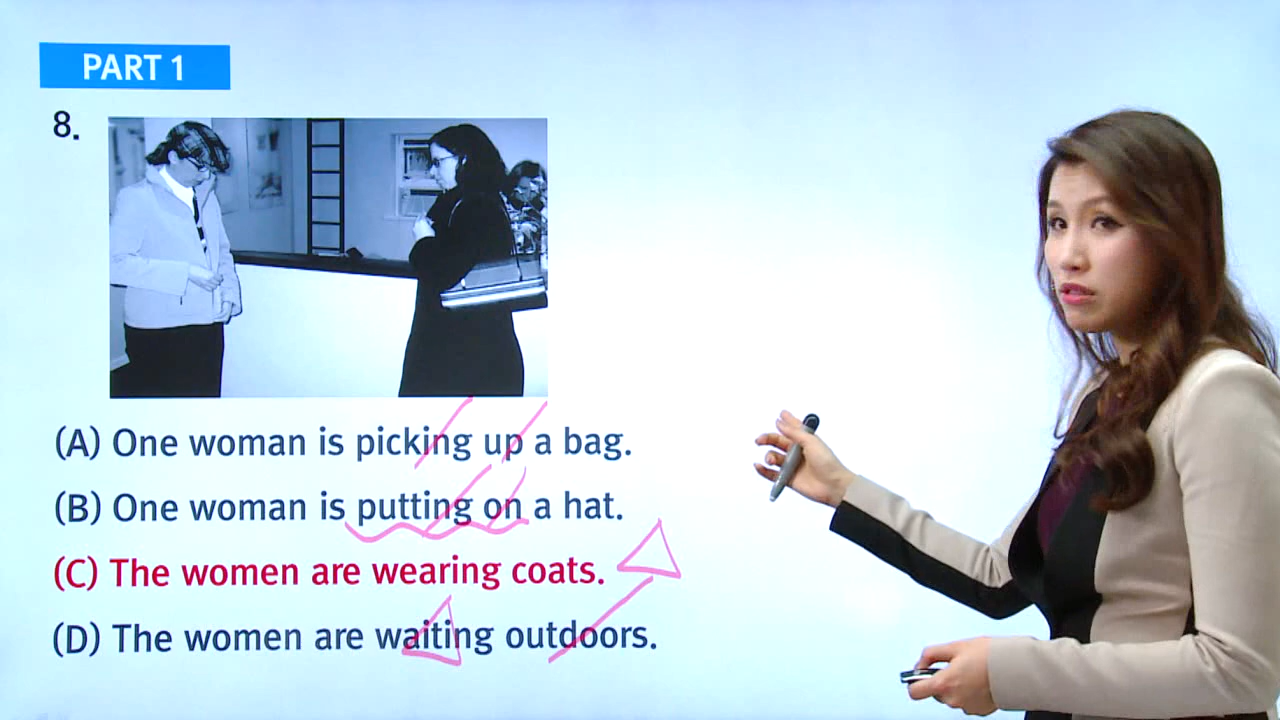 PART 1
8.
(A) One woman is picking up a bag.
(B) One woman is putting on a hat.
(C) The women are wearing coats.
(D) The women are waiting outdoors.